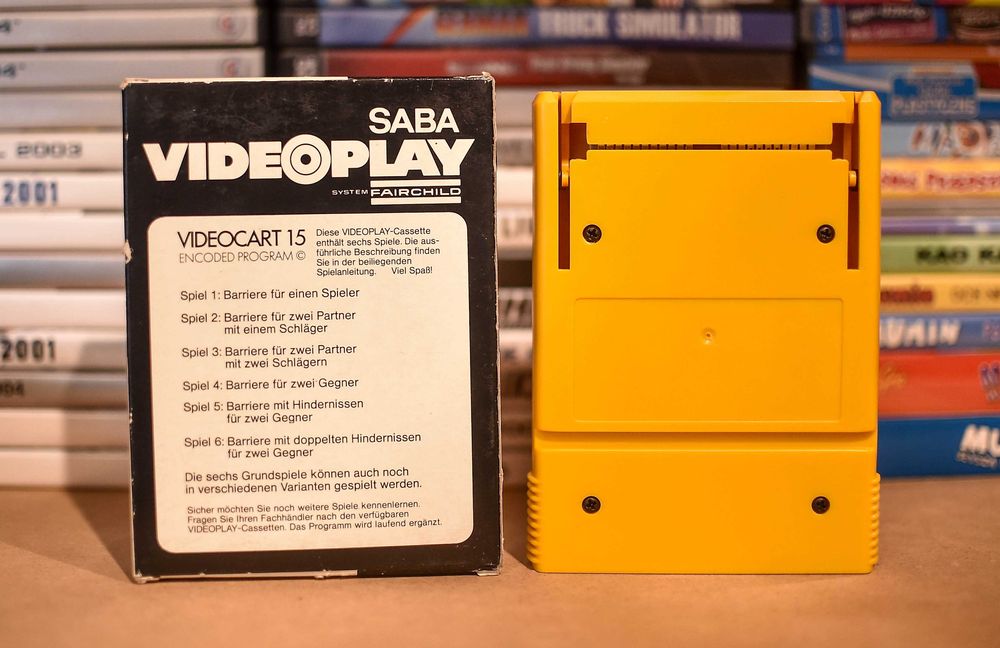 SABA
VIDEOPLAY
SYSTEM FAIRCHILD
VIDEOCART 15
ENCODED PROGRAM ©
Diese VIDEOPLAY-Cassette
enthält sechs Spiele. Die aus-
führliche Beschreibung finden
Sie in der beiliegenden
Spielanleitung. Viel Spaß!
Spiel 1: Barriere für einen Spieler
Spiel 2: Barriere für zwei Partner
mit einem Schläger
Spiel 3: Barriere für zwei Partner
mit zwei Schlägern
Spiel 4: Barriere für zwei Gegner
Spiel 5: Barriere mit Hindernissen
für zwei Gegner
Spiel 6: Barriere mit doppelten Hindernissen
für zwei Gegner
Die sechs Grundspiele können auch noch
in verschiedenen Varianten gespielt werden.
Sicher möchten Sie noch weitere Spiele kennenlernen.
Fragen Sie Ihren Fachhändler nach den verfügbaren
VIDEOPLAY-Cassetten. Das Programm wird laufend ergänzt.
TRUCK SIMULATOR
2003
2001
2001